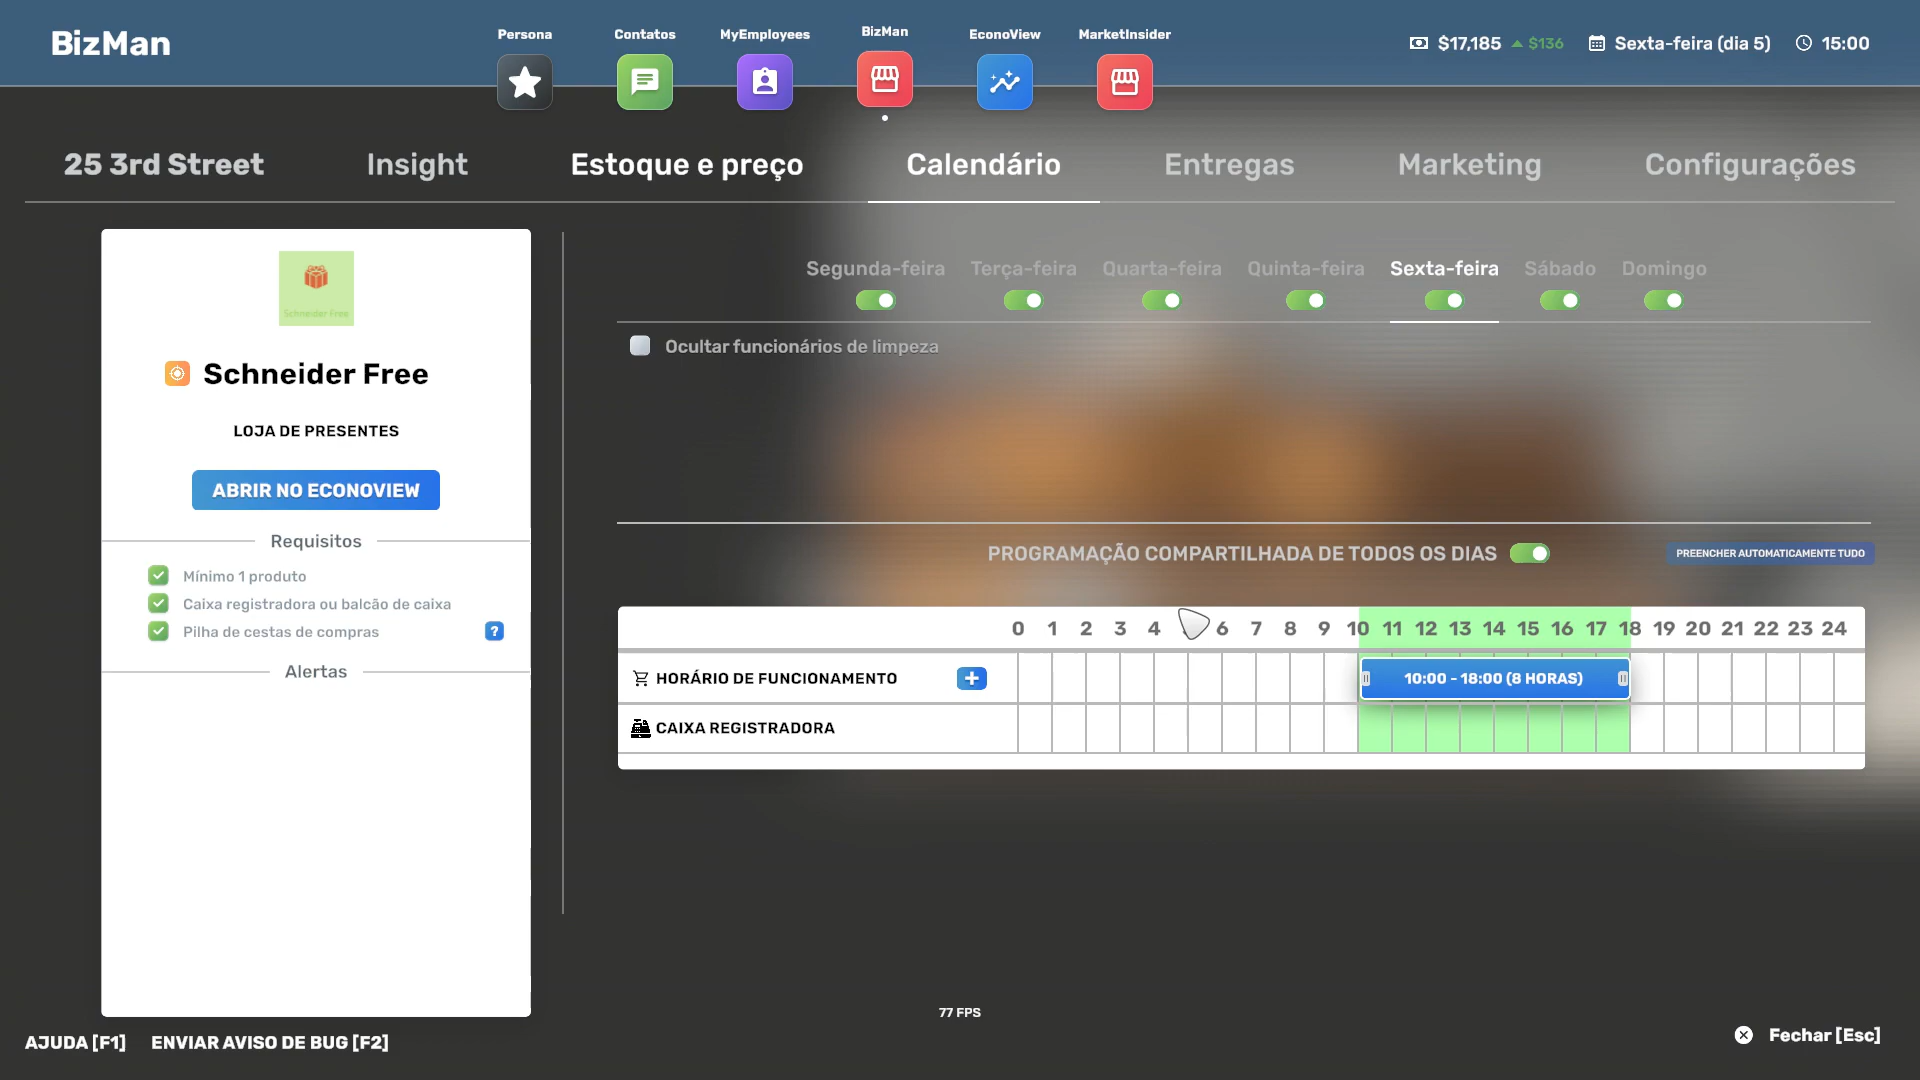 BizMan
Persona
Contatos
MyEmployees
BizMan
EconoView
MarketInsider
$17,185
$136
Sexta-feira (dia 5)
15:00
25 3rd Street
Insight
Estoque e preço
Calendário
Entregas
Marketing
Configurações
Schneider Free
Schneider Free
LOJA DE PRESENTES
ABRIR NO ECONOVIEW
Requisitos
Mínimo 1 produto
Caixa registradora ou balcão de caixa
Pilha de cestas de compras
?
Alertas
Segunda-feira
Terça-feira
Quarta-feira
Quinta-feira
Sexta-feira
Sábado
Domingo
Ocultar funcionários de limpeza
PROGRAMAÇÃO COMPARTILHADA DE TODOS OS DIAS
PREENCHER AUTOMATICAMENTE TUDO
0 1 2 3 4 6 7 8 9 10 11 12 13 14 15 16 17 18 19 20 21 22 23 24
HORÁRIO DE FUNCIONAMENTO
10:00 - 18:00 (8 HORAS)
CAIXA REGISTRADORA
77 FPS
AJUDA [F1]
ENVIAR AVISO DE BUG [F2]
Fechar [Esc]